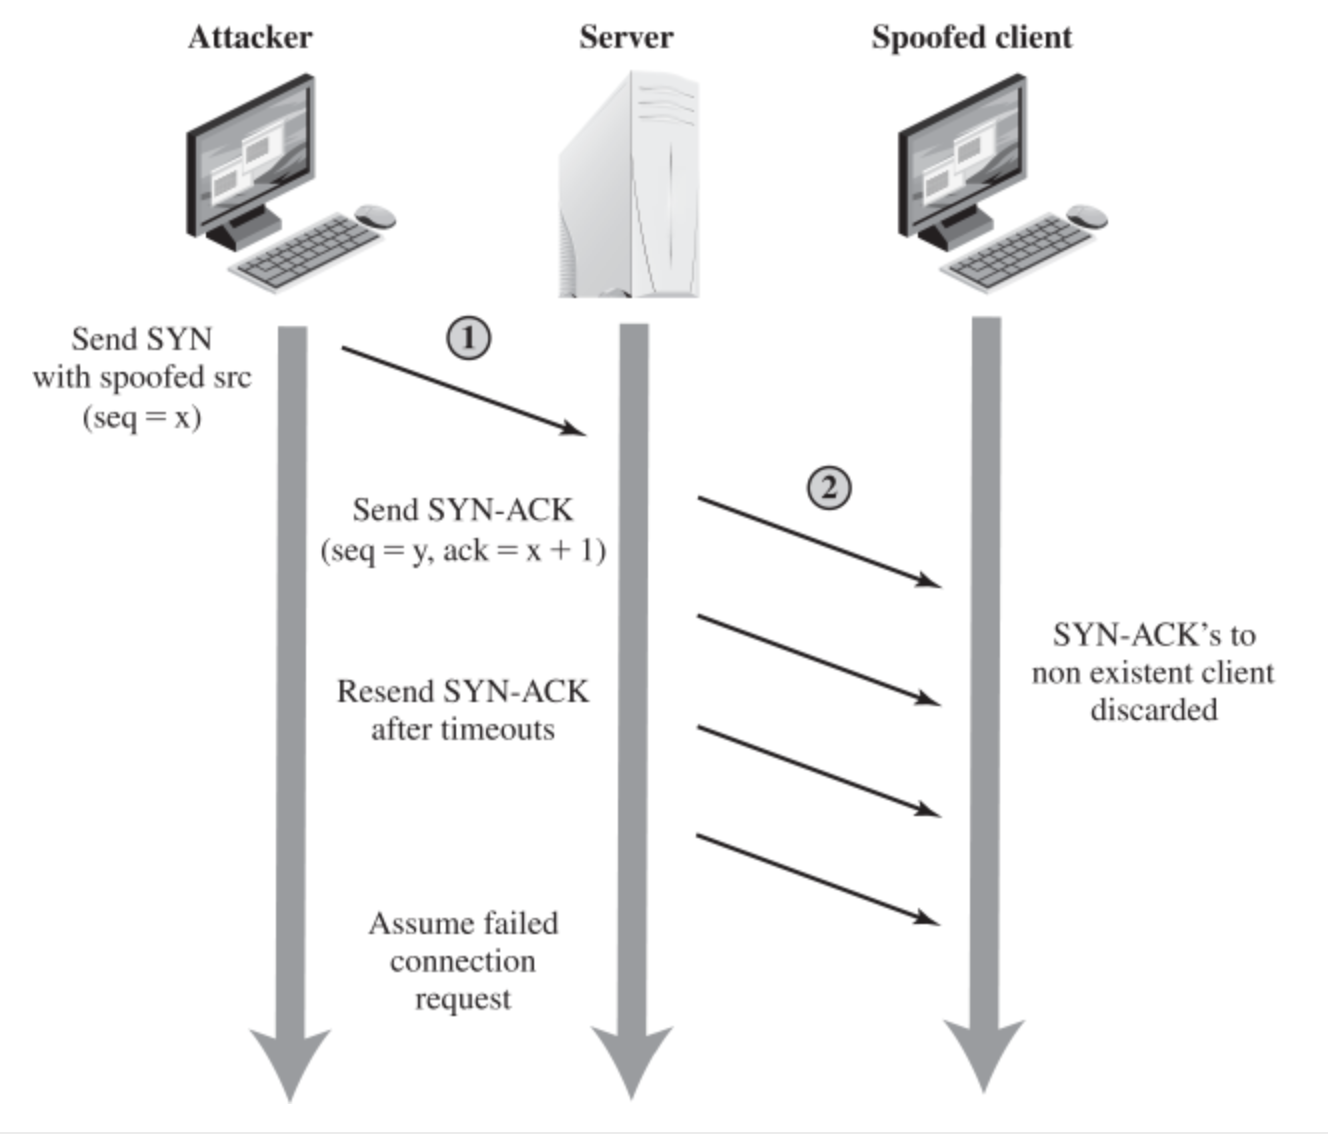 Attacker
Server
Spoofed client
Send SYN
with spoofed src
(seq = x)
1
2
Send SYN-ACK
(seq = y, ack = x + 1)
SYN-ACK’s to
non existent client
discarded
Resend SYN-ACK
after timeouts
Assume failed
connection
request